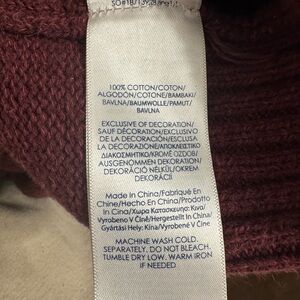 100% COTTON/COTON/
ALGODÓN/COTONE/BAMBAKI/
BAVLNA/BAUMWOLLE/PAMUT/
BAVLNA
EXCLUSIVE OF DECORATION/
SAUF DÉCORATION/EXCLUSIVO
DE LA DECORACIÓN/ESCLUSA
LA DECORAZIONE/ΑΠΟΚΛΕΙΣΤΙΚΟ
ΔΙΑΚΟΣΜΗΤΙΚΟ/KROMĚ OZDOB/
AUSGENOMMEN DEKORATION/
DEKORÁCIÓ NÉLKÜL/OKREM
DEKORÁCIÍ
Made In China/Fabriqué En
Chine/Hecho En China/Prodotto
In Cina/Χωρα Κατασκευης: Κινα/
Vyrobeno V Číně/Hergestellt In China/
Gyártási Hely: Kína/Vyrobené V Číne
MACHINE WASH COLD.
SEPARATELY. DO NOT BLEACH.
TUMBLE DRY LOW. WARM IRON
IF NEEDED